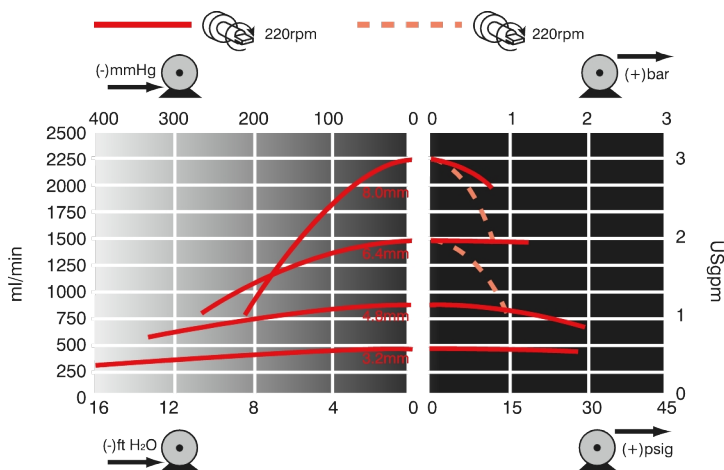 220rpm 220rpm
(-)mmHg (+)bar
400 300 200 100 0 0 1 2 3
2500
2250 3
2000
1750
1500 2
1250
1000
750 1
500
250
0 0
16 12 8 4 0 0 15 30 45
ml/min
USgpm
8.0mm
6.4mm
4.8mm
3.2mm
(-)ft H₂O (+)psig